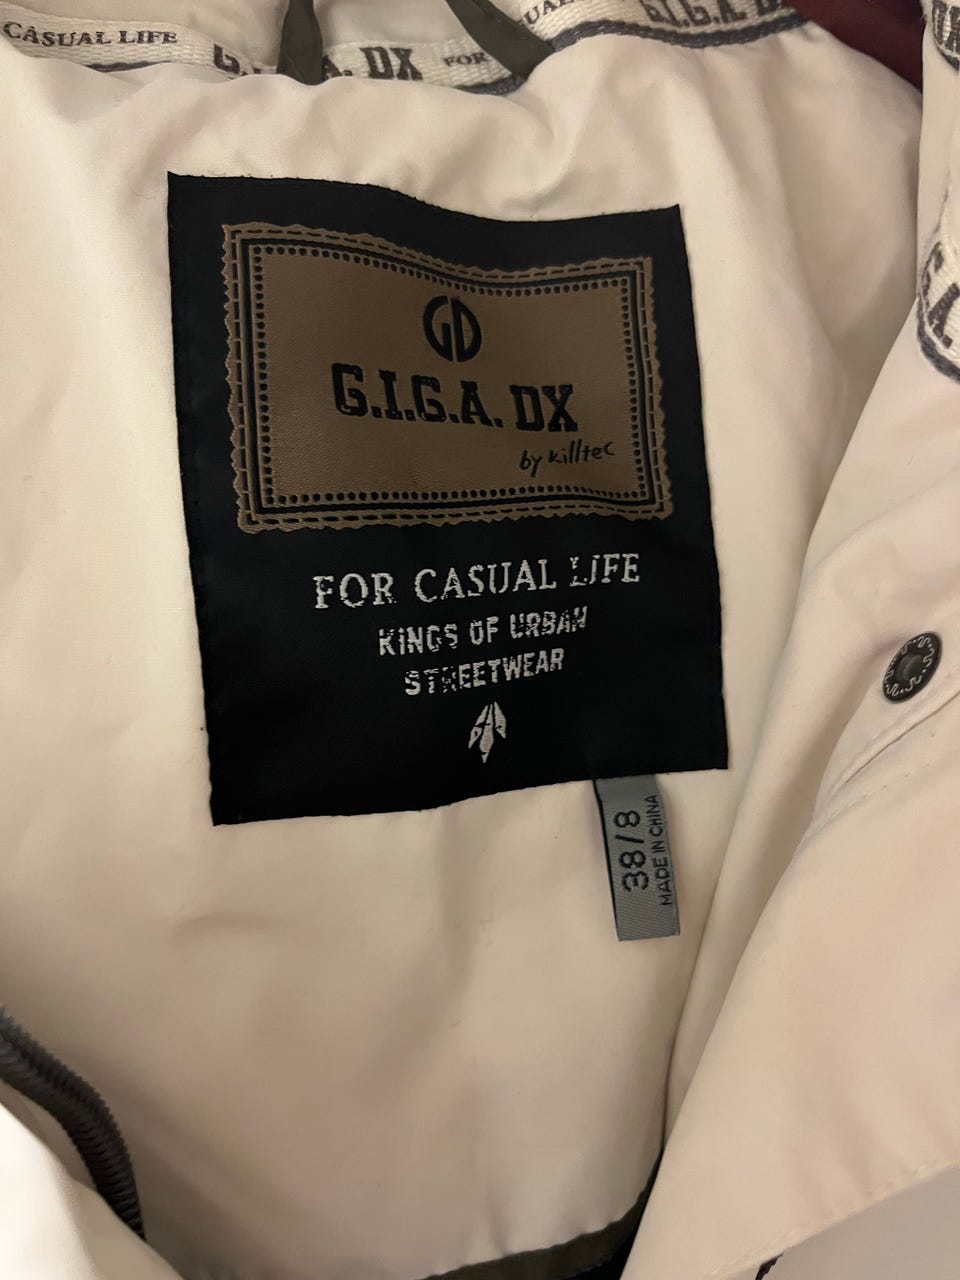 CASUAL LIFE
G.I.G.A. DX
FOR
G.I.G.A. DX
GD
G.I.G.A. DX
by killtec
FOR CASUAL LIFE
KINGS OF URBAN
STREETWEAR
38/8
MADE IN CHINA